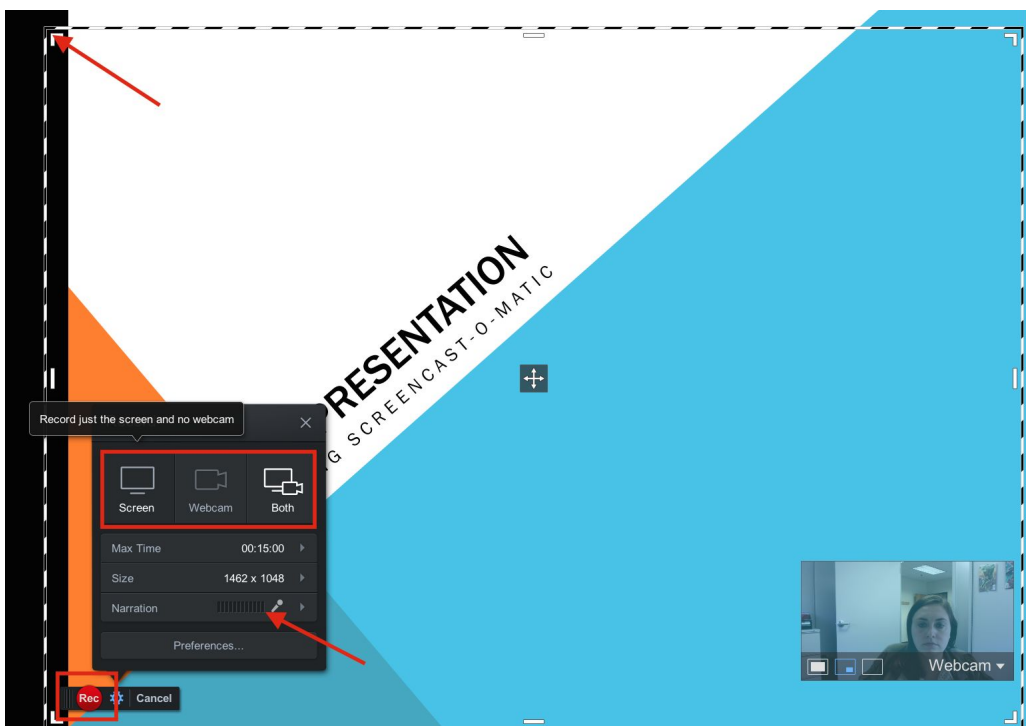 PRESENTATION
G SCREENCAST-O-MATIC
Record just the screen and no webcam
Screen
Webcam
Both
Max Time 00:15:00
Size 1462 x 1048
Narration
Preferences...
Webcam
Rec
Cancel